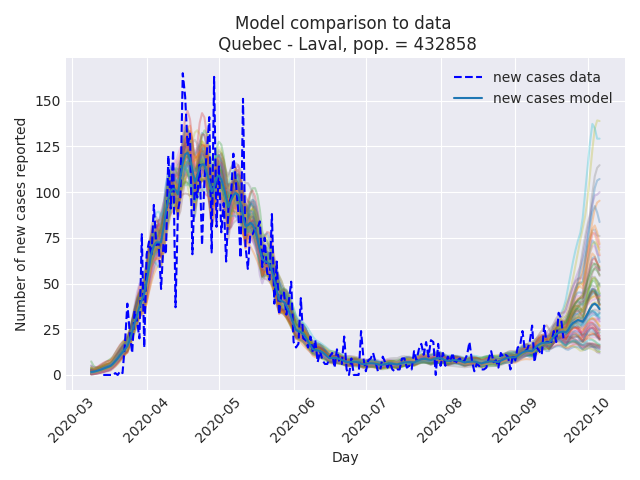 Model comparison to data
Quebec - Laval, pop. = 432858
new cases data
new cases model
Number of new cases reported
150
125
100
75
50
25
0
2020-03
2020-04
2020-05
2020-06
2020-07
2020-08
2020-09
2020-10
Day